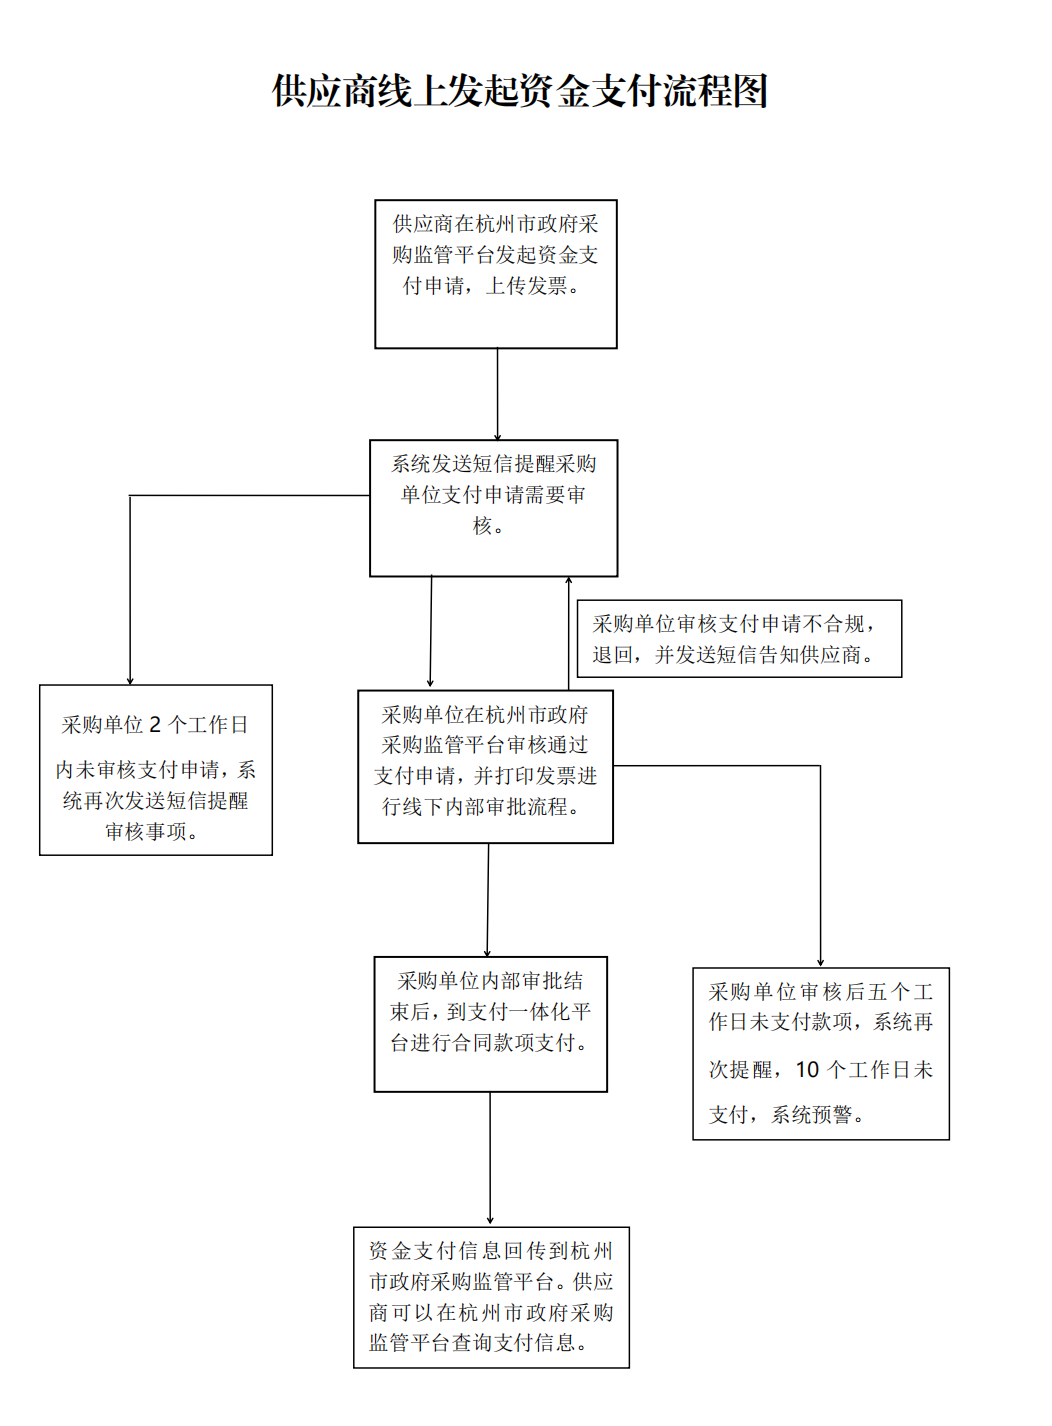 供应商线上发起资金支付流程图
供应商在杭州市政府采
购监管平台发起资金支
付申请，上传发票。
系统发送短信提醒采购
单位支付申请需要审
核。
采购单位审核支付申请不合规，
退回，并发送短信告知供应商。
采购单位 2 个工作日
内未审核支付申请，系
统再次发送短信提醒
审核事项。
采购单位在杭州市政府
采购监管平台审核通过
支付申请，并打印发票进
行线下内部审批流程。
采购单位内部审批结
束后，到支付一体化平
台进行合同款项支付。
采购单位审核后五个工
作日未支付款项，系统再
次提醒，10 个工作日未
支付，系统预警。
资金支付信息回传到杭州
市政府采购监管平台。供应
商可以在杭州市政府采购
监管平台查询支付信息。